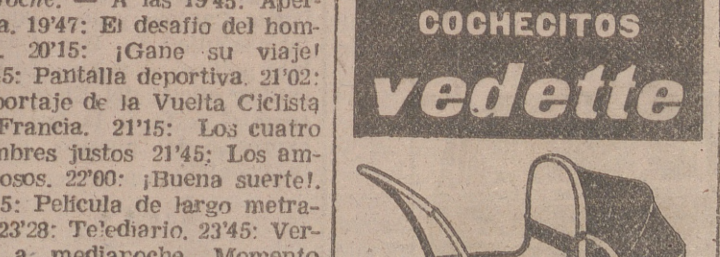 noche. — A las 19'45: Aper-
a. 19'47: El desafío del hom-
20'15: ¡Gane su viaje!
5: Pantalla deportiva. 21'02:
portaje de la Vuelta Ciclista
Francia. 21'15: Los cuatro
mbres justos 21'45: Los am-
osos. 22'00: ¡Buena suerte!.
5: Película de largo metra-
23'28: Telediario. 23'45: Ver-
a medianoche. Momento
COCHECITOS
vedette